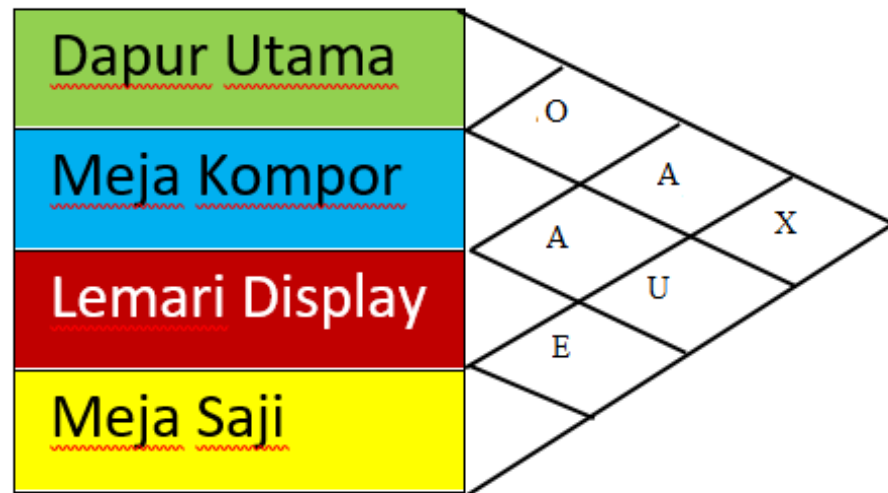 Dapur Utama
O
Meja Kompor
A
A
X
Lemari Display
U
E
Meja Saji